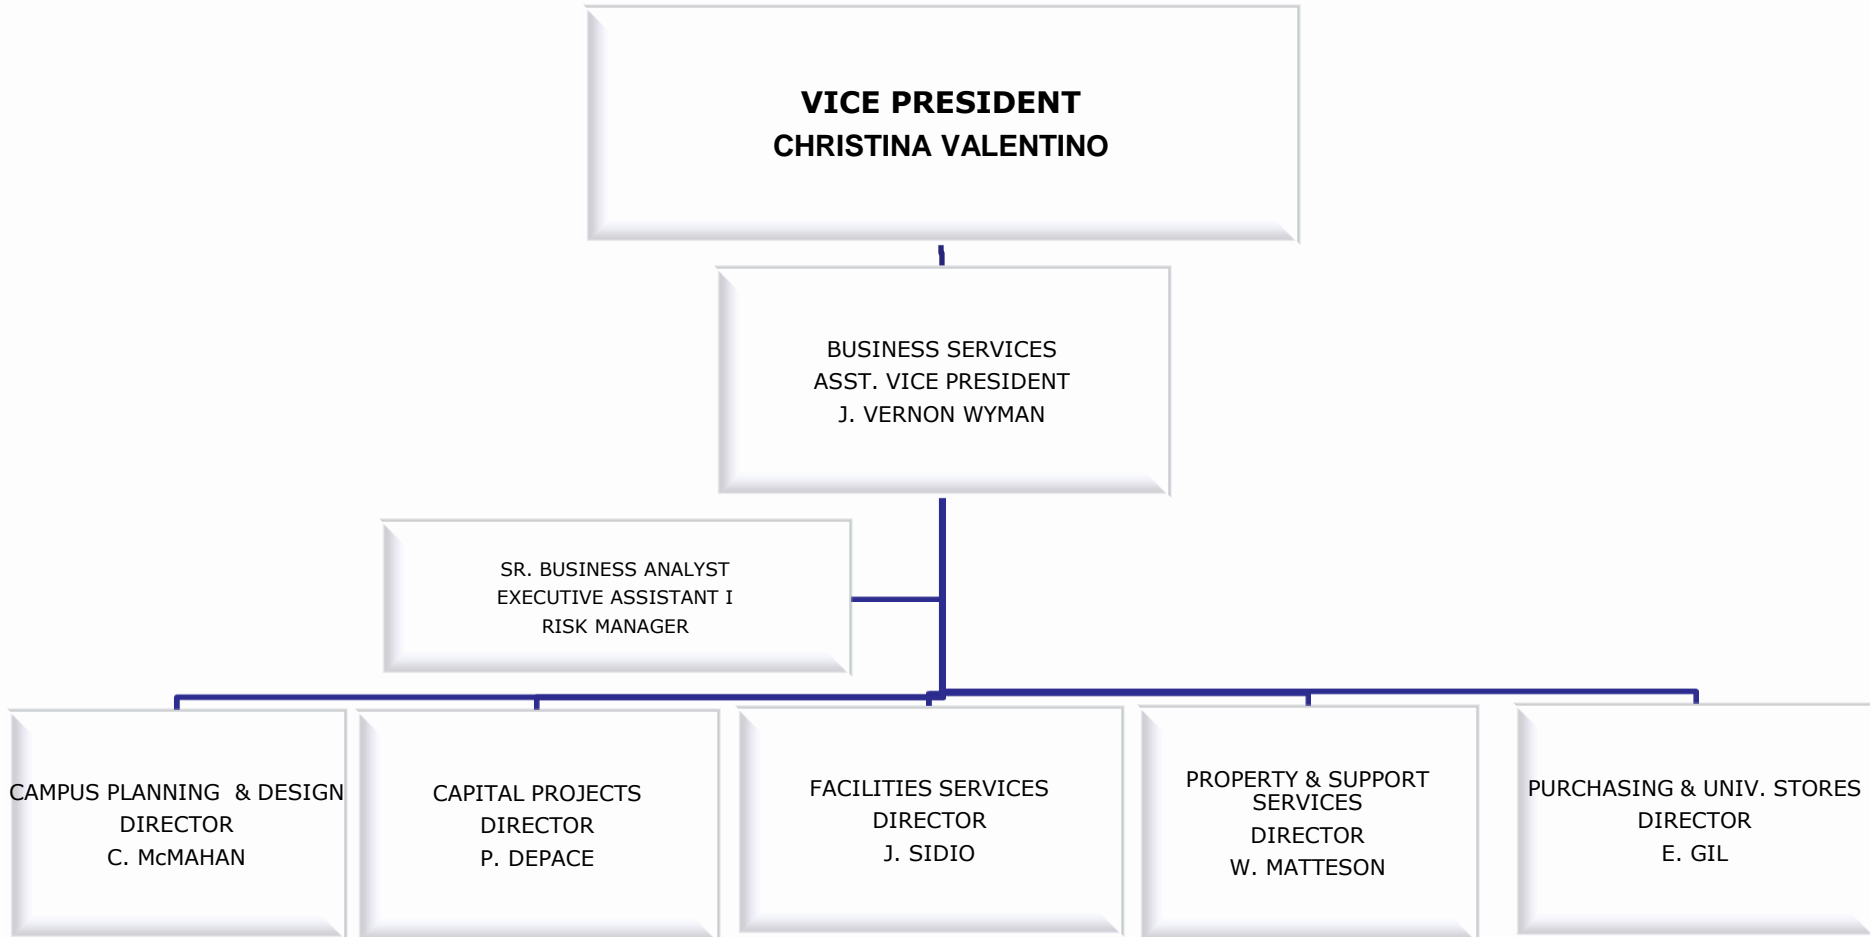 VICE PRESIDENT
CHRISTINA VALENTINO
BUSINESS SERVICES
ASST. VICE PRESIDENT
J. VERNON WYMAN
SR. BUSINESS ANALYST
EXECUTIVE ASSISTANT I
RISK MANAGER
CAMPUS PLANNING & DESIGN
DIRECTOR
C. McMAHAN
CAPITAL PROJECTS
DIRECTOR
P. DEPACE
FACILITIES SERVICES
DIRECTOR
J. SIDIO
PROPERTY & SUPPORT
SERVICES
DIRECTOR
W. MATTESON
PURCHASING & UNIV. STORES
DIRECTOR
E. GIL